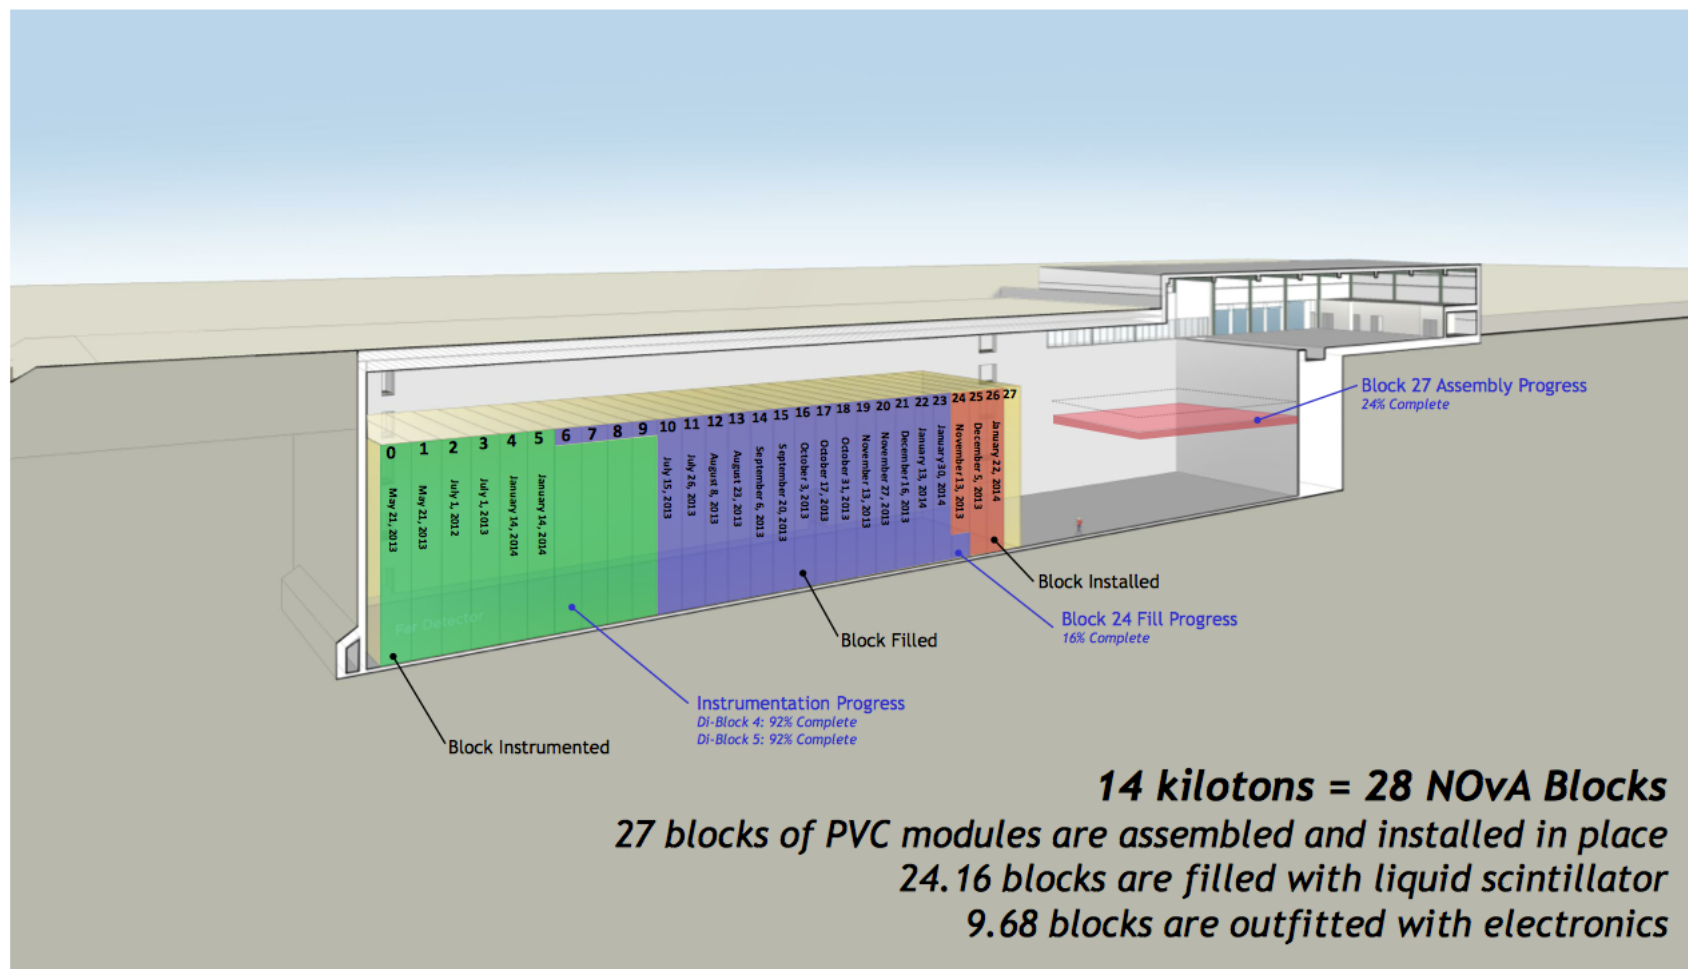 0
1
2
3
4
5
6
7
8
9
10
11
12
13
14
15
16
17
18
19
20
21
22
23
24
25
26
27
May 21, 2013
May 21, 2013
July 1, 2012
July 1, 2013
January 14, 2014
January 14, 2014
July 15, 2013
July 26, 2013
August 8, 2013
August 23, 2013
September 6, 2013
September 20, 2013
October 3, 2013
October 17, 2013
October 31, 2013
November 13, 2013
November 27, 2013
December 16, 2013
January 13, 2014
January 30, 2014
November 13, 2013
December 5, 2013
January 22, 2014
Block 27 Assembly Progress
24% Complete
Block Installed
Block 24 Fill Progress
16% Complete
Block Filled
Far Detector
Instrumentation Progress
Di-Block 4: 92% Complete
Di-Block 5: 92% Complete
Block Instrumented
14 kilotons = 28 NOvA Blocks
27 blocks of PVC modules are assembled and installed in place
24.16 blocks are filled with liquid scintillator
9.68 blocks are outfitted with electronics